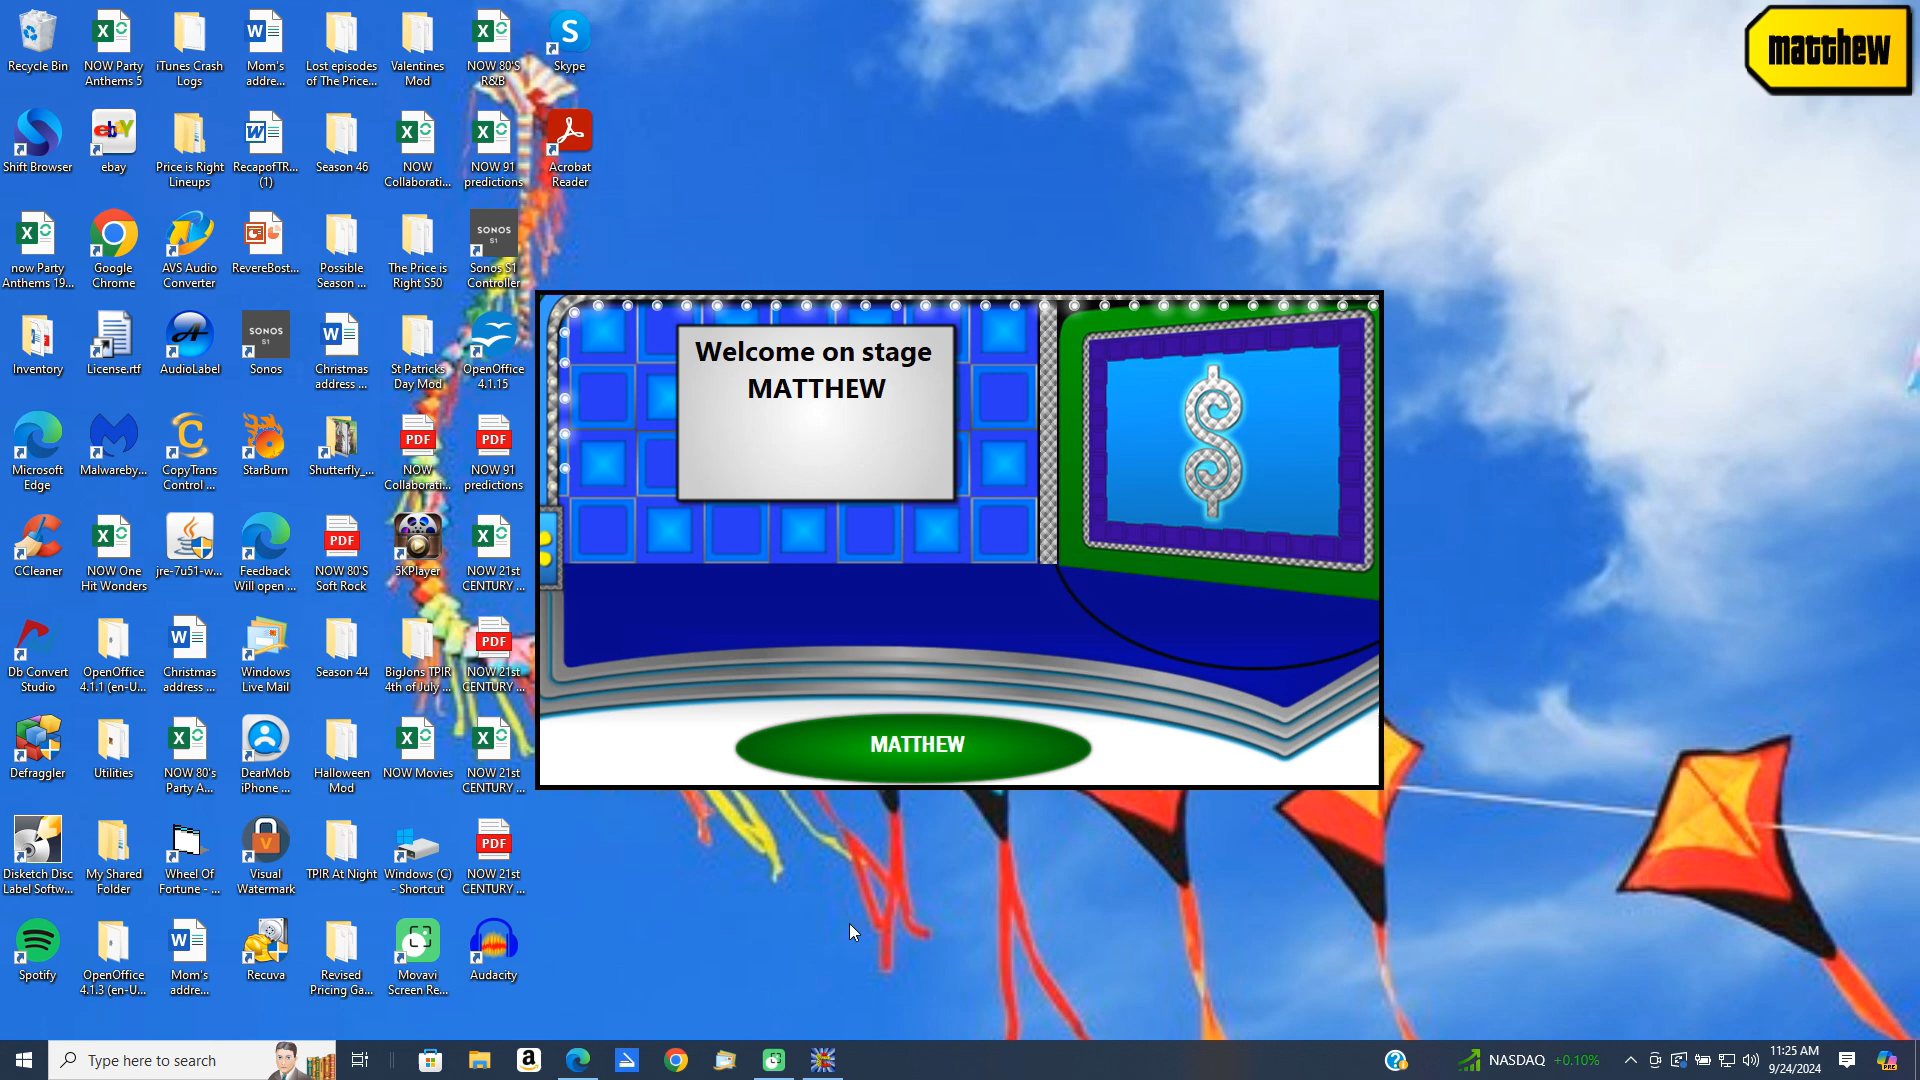 Recycle Bin
NOW Party
Anthems 5
iTunes Crash
Logs
Mom's
addre...
Lost episodes
of The Price...
Valentines
Mod
NOW 80'S
R&B
Skype
matthew
Shift Browser
ebay
Price is Right
Lineups
RecapofTR...
(1)
Season 46
NOW
Collaborati...
NOW 91
predictions
Acrobat
Reader
now Party
Anthems 19...
Google
Chrome
AVS Audio
Converter
RevereBost...
Possible
Season ...
The Price is
Right S50
SONOS
S1
Sonos S1
Controller
Inventory
License.rtf
AudioLabel
SONOS
S1
Sonos
Christmas
address ...
St Patricks
Day Mod
OpenOffice
4.1.15
Welcome on stage
MATTHEW
Microsoft
Edge
Malwareby...
CopyTrans
Control ...
StarBurn
Shutterfly_...
PDF
NOW
Collaborati...
PDF
NOW 91
predictions
CCleaner
NOW One
Hit Wonders
jre-7u51-w...
Feedback
Will open ...
PDF
NOW 80'S
Soft Rock
5KPlayer
NOW 21st
CENTURY ...
Db Convert
Studio
OpenOffice
4.1.1 (en-U...
Christmas
address ...
Windows
Live Mail
Season 44
BigJons TPIR
4th of July ...
PDF
NOW 21st
CENTURY ...
Defraggler
Utilities
NOW 80's
Party A...
DearMob
iPhone ...
Halloween
Mod
NOW Movies
NOW 21st
CENTURY ...
MATTHEW
Disketch Disc
Label Softw...
My Shared
Folder
Wheel Of
Fortune - ...
Visual
Watermark
TPIR At Night
Windows (C)
- Shortcut
PDF
NOW 21st
CENTURY ...
Spotify
OpenOffice
4.1.3 (en-U...
Mom's
addre...
Recuva
Revised
Pricing Ga...
Movavi
Screen Re...
Audacity
Type here to search
NASDAQ +0.10%
11:25 AM
9/24/2024